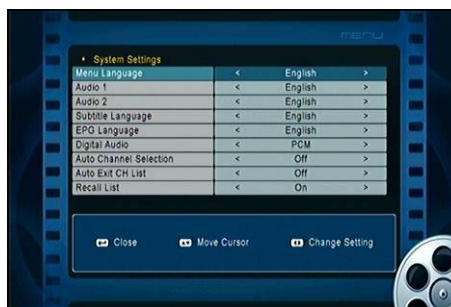 menu
System Settings
Menu Language < English >
Audio 1 < English >
Audio 2 < English >
Subtitle Language < English >
EPG Language < English >
Digital Audio < PCM >
Auto Channel Selection < Off >
Auto Exit CH List < Off >
Recall List < On >
Close Move Cursor Change Setting